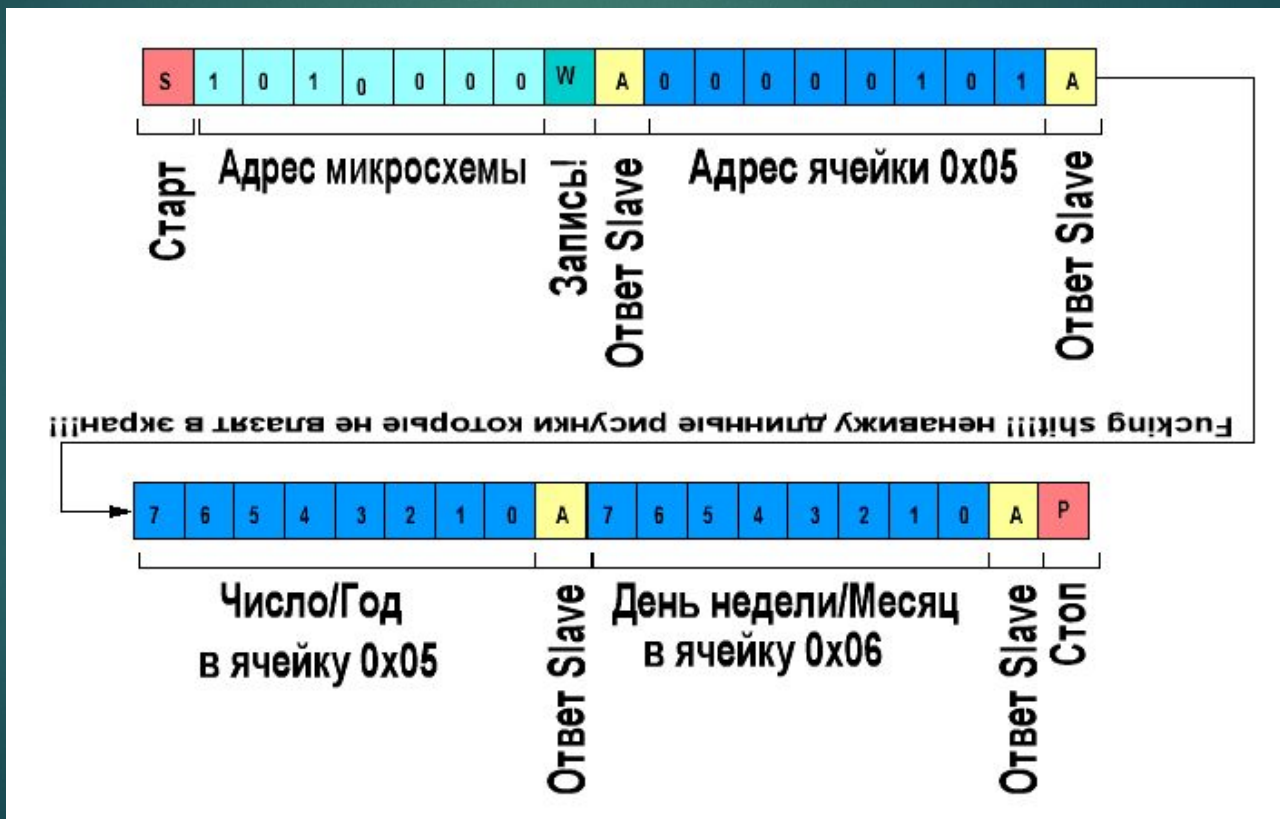 S 1 0 1 0 0 0 0 W A 0 0 0 0 0 1 0 1 A
Старт
Адрес микросхемы
Запись!
Ответ Slave
Адрес ячейки 0x05
Ответ Slave
Fucking shit!!! ненавижу длинные рисунки которые не влазят в экран!!!
7 6 5 4 3 2 1 0 A 7 6 5 4 3 2 1 0 A P
Число/Год
в ячейку 0x05
Ответ Slave
День недели/Месяц
в ячейку 0x06
Ответ Slave
Стоп